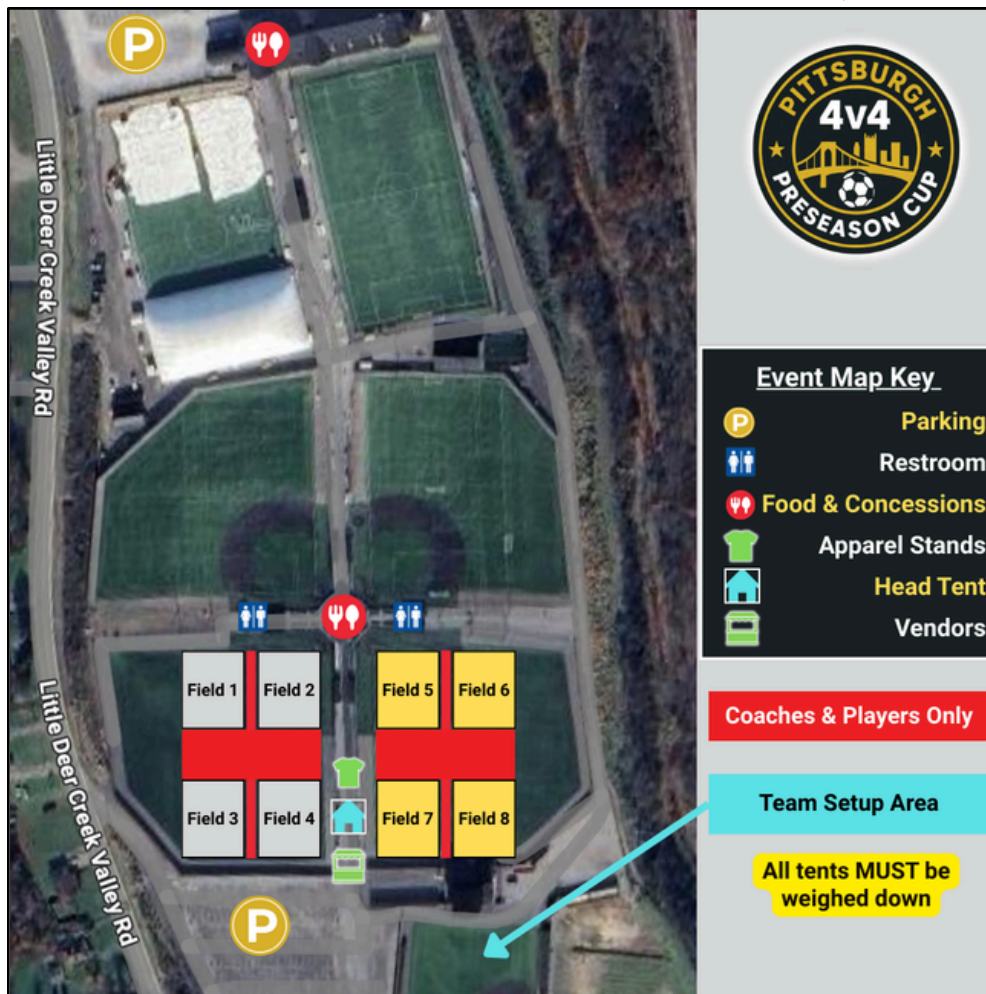 P
PITTSBURGH
4v4
PRESEASON CUP
Little Deer Creek Valley Rd
Event Map Key
P Parking
Restroom
Food & Concessions
Apparel Stands
Head Tent
Vendors
Field 1 Field 2 Field 5 Field 6
Coaches & Players Only
Little Deer Creek Valley Rd
Field 3 Field 4 Field 7 Field 8
Team Setup Area
All tents MUST be
weighed down
P